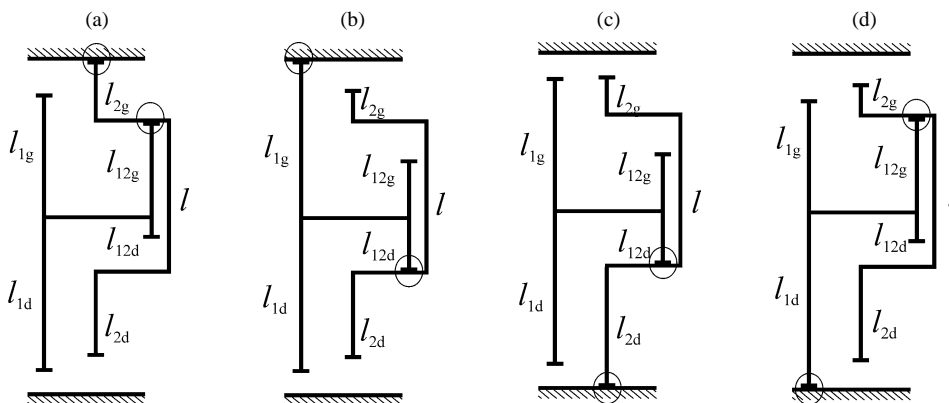 (a) (b) (c) (d)
l2g l2g l2g l2g
l1g l1g l1g l1g
l12g l12g l12g l12g
l l l
l12d l12d l12d l12d
l1d l1d l1d l1d
l2d l2d l2d l2d